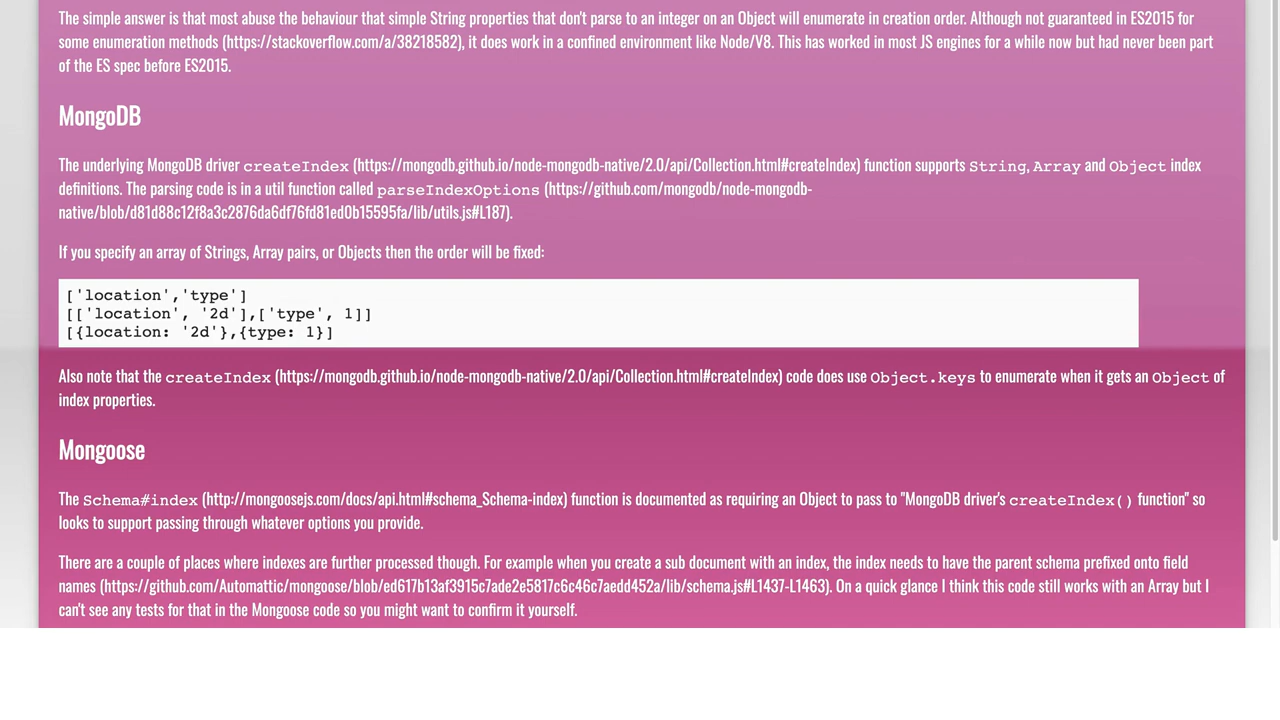 The simple answer is that most abuse the behaviour that simple String properties that don't parse to an integer on an Object will enumerate in creation order. Although not guaranteed in ES2015 for
some enumeration methods (https://stackoverflow.com/a/38218582), it does work in a confined environment like Node/V8. This has worked in most JS engines for a while now but had never been part
of the ES spec before ES2015.
MongoDB
The underlying MongoDB driver createIndex (https://mongodb.github.io/node-mongodb-native/2.0/api/Collection.html#createIndex) function supports String, Array and Object index
definitions. The parsing code is in a util function called parseIndexOptions (https://github.com/mongodb/node-mongodb-
native/blob/d81d88c12f8a3c2876da6df76fd81ed0b15595fa/lib/utils.js#L187).
If you specify an array of Strings, Array pairs, or Objects then the order will be fixed:
['location','type']
[['location', '2d'],['type', 1]]
[{location: '2d'},{type: 1}]
Also note that the createIndex (https://mongodb.github.io/node-mongodb-native/2.0/api/Collection.html#createIndex) code does use Object.keys to enumerate when it gets an Object of
index properties.
Mongoose
The Schema#index (http://mongoosejs.com/docs/api.html#schema_Schema-index) function is documented as requiring an Object to pass to "MongoDB driver's createIndex() function" so
looks to support passing through whatever options you provide.
There are a couple of places where indexes are further processed though. For example when you create a sub document with an index, the index needs to have the parent schema prefixed onto field
names (https://github.com/Automattic/mongoose/blob/ed617b13af3915c7ade2e5817c6c46c7aedd452a/lib/schema.js#L1437-L1463). On a quick glance I think this code still works with an Array but I
can't see any tests for that in the Mongoose code so you might want to confirm it yourself.